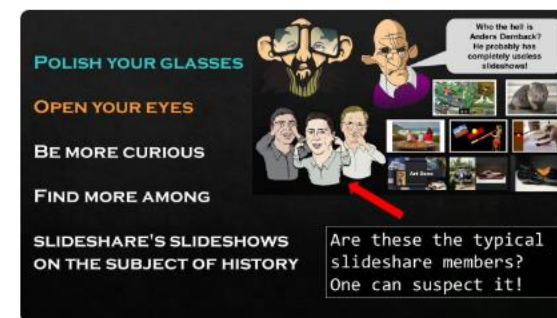 POLISH YOUR GLASSES
OPEN YOUR EYES
BE MORE CURIOUS
FIND MORE AMONG
SLIDESHARE'S SLIDESHOWS
ON THE SUBJECT OF HISTORY
Who the hell is
Anders Dernback?
He probably has
completely useless
slideshows!
Are these the typical
slideshare members?
One can suspect it!